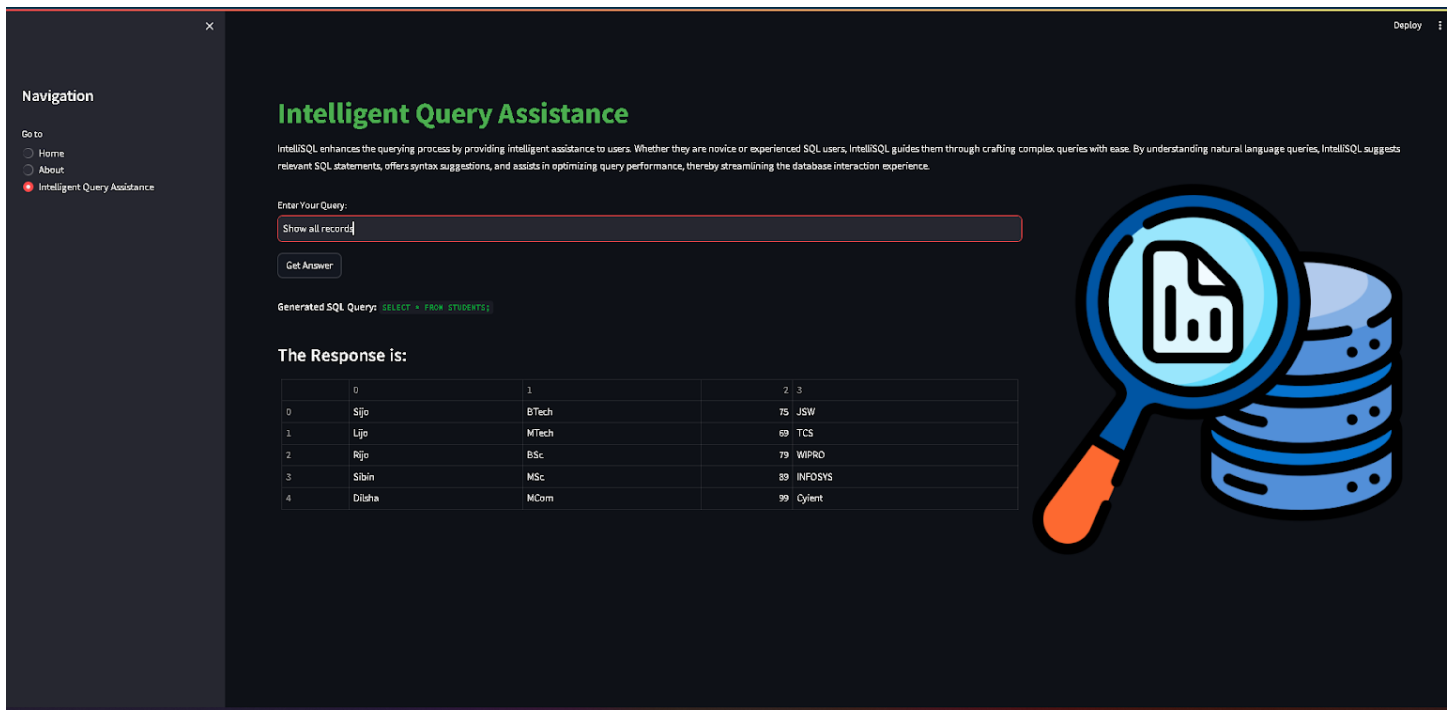 Deploy
Navigation
Go to
Home
About
Intelligent Query Assistance
Intelligent Query Assistance
IntelliSQL enhances the querying process by providing intelligent assistance to users. Whether they are novice or experienced SQL users, IntelliSQL guides them through crafting complex queries with ease. By understanding natural language queries, IntelliSQL suggests
relevant SQL statements, offers syntax suggestions, and assists in optimizing query performance, thereby streamlining the database interaction experience.
Enter Your Query:
Show all records
Get Answer
Generated SQL Query: SELECT * FROM STUDENTS;
The Response is:
0 1 2 3
0 Sijo BTech 75 JSW
1 Lijo MTech 69 TCS
2 Rijo BSc 79 WIPRO
3 Sibin MSc 89 INFOSYS
4 Dilsha MCom 99 Cyient